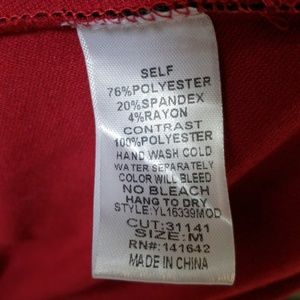 SELF
76%POLYESTER
20%SPANDEX
4%RAYON
CONTRAST
100%POLYESTER
HAND WASH COLD
WATER SEPARATELY
COLOR WILL BLEED
NO BLEACH
HANG TO DRY
STYLE:YL16339MOD
CUT:31141
SIZE:M
RN#:141642
MADE IN CHINA